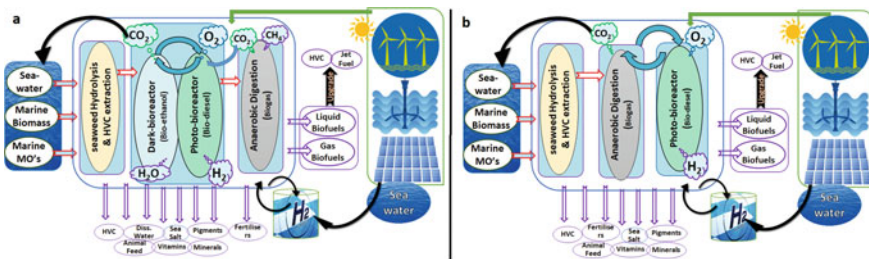 a
CO2
O2
CO2
CH4
Sea-
water
Marine
Biomass
Marine
MO's
seaweed Hydrolysis
& HVC extraction
Dark-bioreactor
(Bio-ethanol)
Photo-bioreactor
(Bio-diesel)
Anaerobic Digestion
(Biogas)
H2O
H2
HVC
Jet
Fuel
Liquid
Biofuels
Gas
Biofuels
H2
Sea
water
HVC
Diss.
Water
Sea
Salt
Pigments
Fertilise
rs
Animal
Feed
Vitamins
Minerals
b
CO2
O2
Sea-
water
Marine
Biomass
Marine
MO's
seaweed Hydrolysis
& HVC extraction
Anaerobic Digestion
(Biogas)
Photo-bioreactor
(Bio-diesel)
H2
HVC
Jet
Fuel
Liquid
Biofuels
Gas
Biofuels
H2
Sea
water
HVC
Fertilise
rs
Sea
Salt
Pigments
Animal
Feed
Vitamins
Minerals